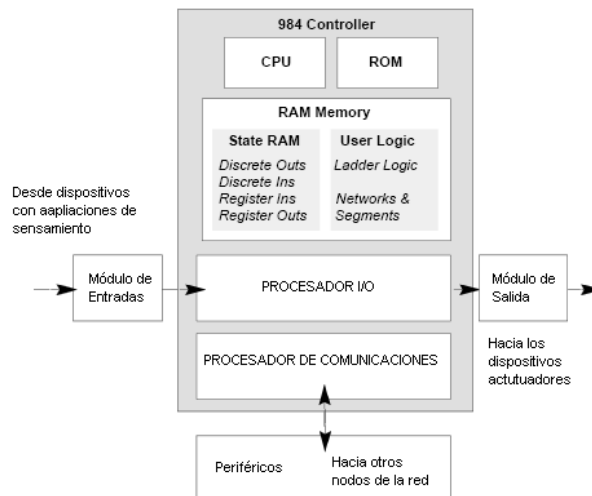 984 Controller
CPU
ROM
RAM Memory
State RAM
Discrete Outs
Discrete Ins
Register Ins
Register Outs
User Logic
Ladder Logic
Networks &
Segments
Desde dispositivos
con aapliaciones de
sensamiento
Módulo de
Entradas
PROCESADOR I/O
Módulo de
Salida
PROCESADOR DE COMUNICACIONES
Hacia los
dispositivos
actutuadores
Periféricos
Hacia otros
nodos de la red